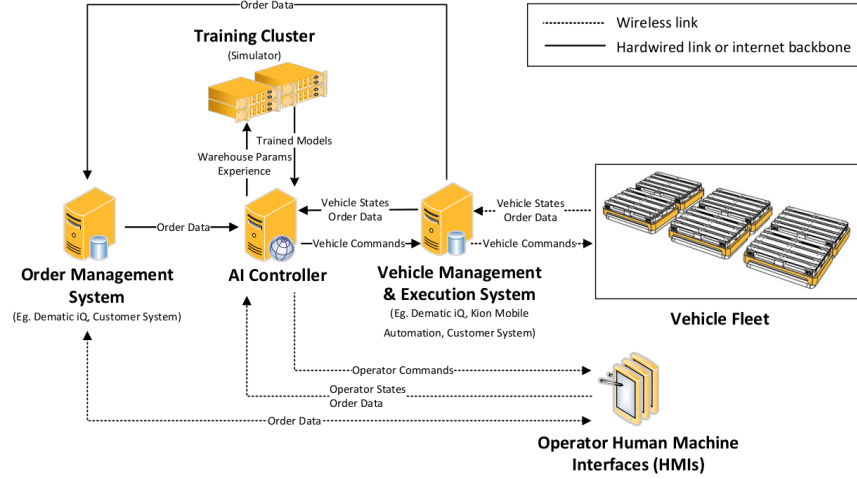 Order Data
Training Cluster
(Simulator)
Wireless link
Hardwired link or internet backbone
Trained Models
Warehouse Params
Experience
Vehicle States
Order Data
Vehicle States
Order Data
Order Data
Vehicle Commands
Vehicle Commands
Order Management
System
(Eg. Dematic iQ, Customer System)
AI Controller
Vehicle Management
& Execution System
(Eg. Dematic iQ, Kion Mobile
Automation, Customer System)
Vehicle Fleet
Operator Commands
Operator States
Order Data
Order Data
Operator Human Machine
Interfaces (HMIs)